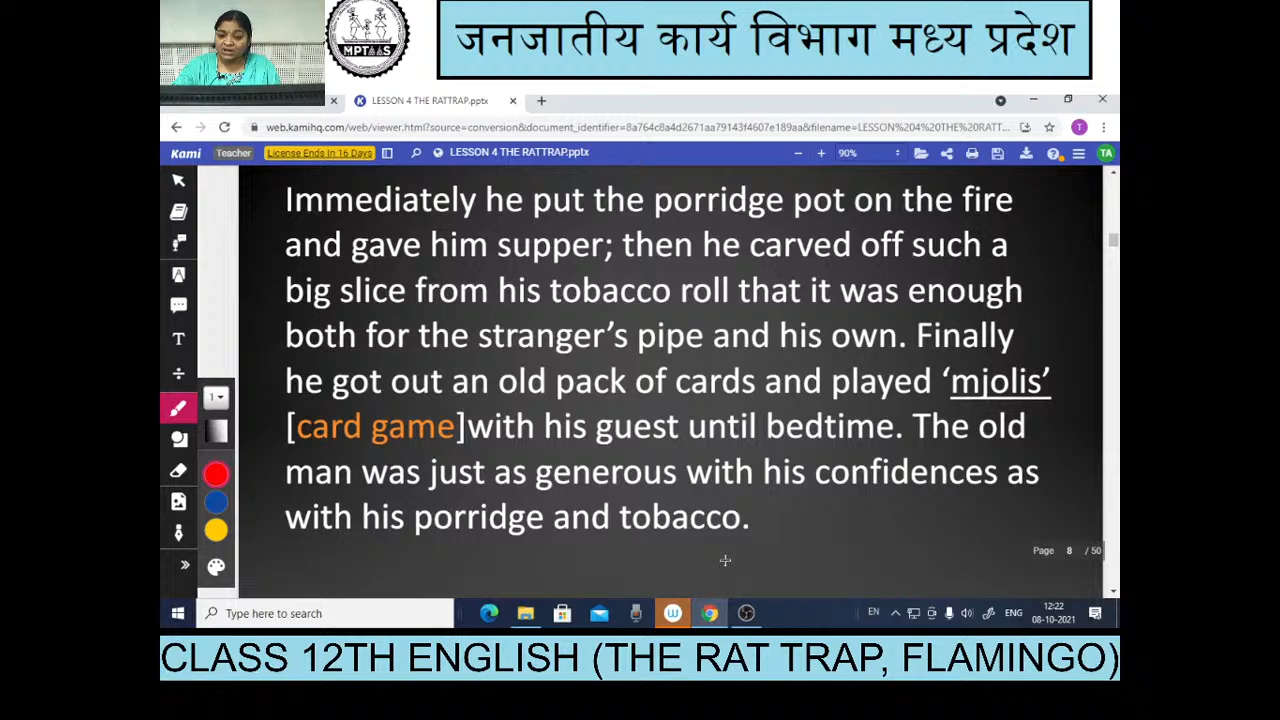 MPTAAS
जनजातीय कार्य विभाग मध्य प्रदेश
LESSON 4 THE RATTRAP.pptx
web.kamihq.com/web/viewer.html?source=conversion&document_identifier=8a764c8a4d2671aa79143f4607e189aa&filename=LESSON%204%20THE%20RATT...
Kami Teacher License Ends In 16 Days LESSON 4 THE RATTRAP.pptx 90% TA
Immediately he put the porridge pot on the fire
and gave him supper; then he carved off such a
big slice from his tobacco roll that it was enough
both for the stranger’s pipe and his own. Finally
he got out an old pack of cards and played ‘mjolis’
[card game]with his guest until bedtime. The old
man was just as generous with his confidences as
with his porridge and tobacco.
Page 8 / 50
Type here to search
EN ENG 12:22
08-10-2021
CLASS 12TH ENGLISH (THE RAT TRAP, FLAMINGO)